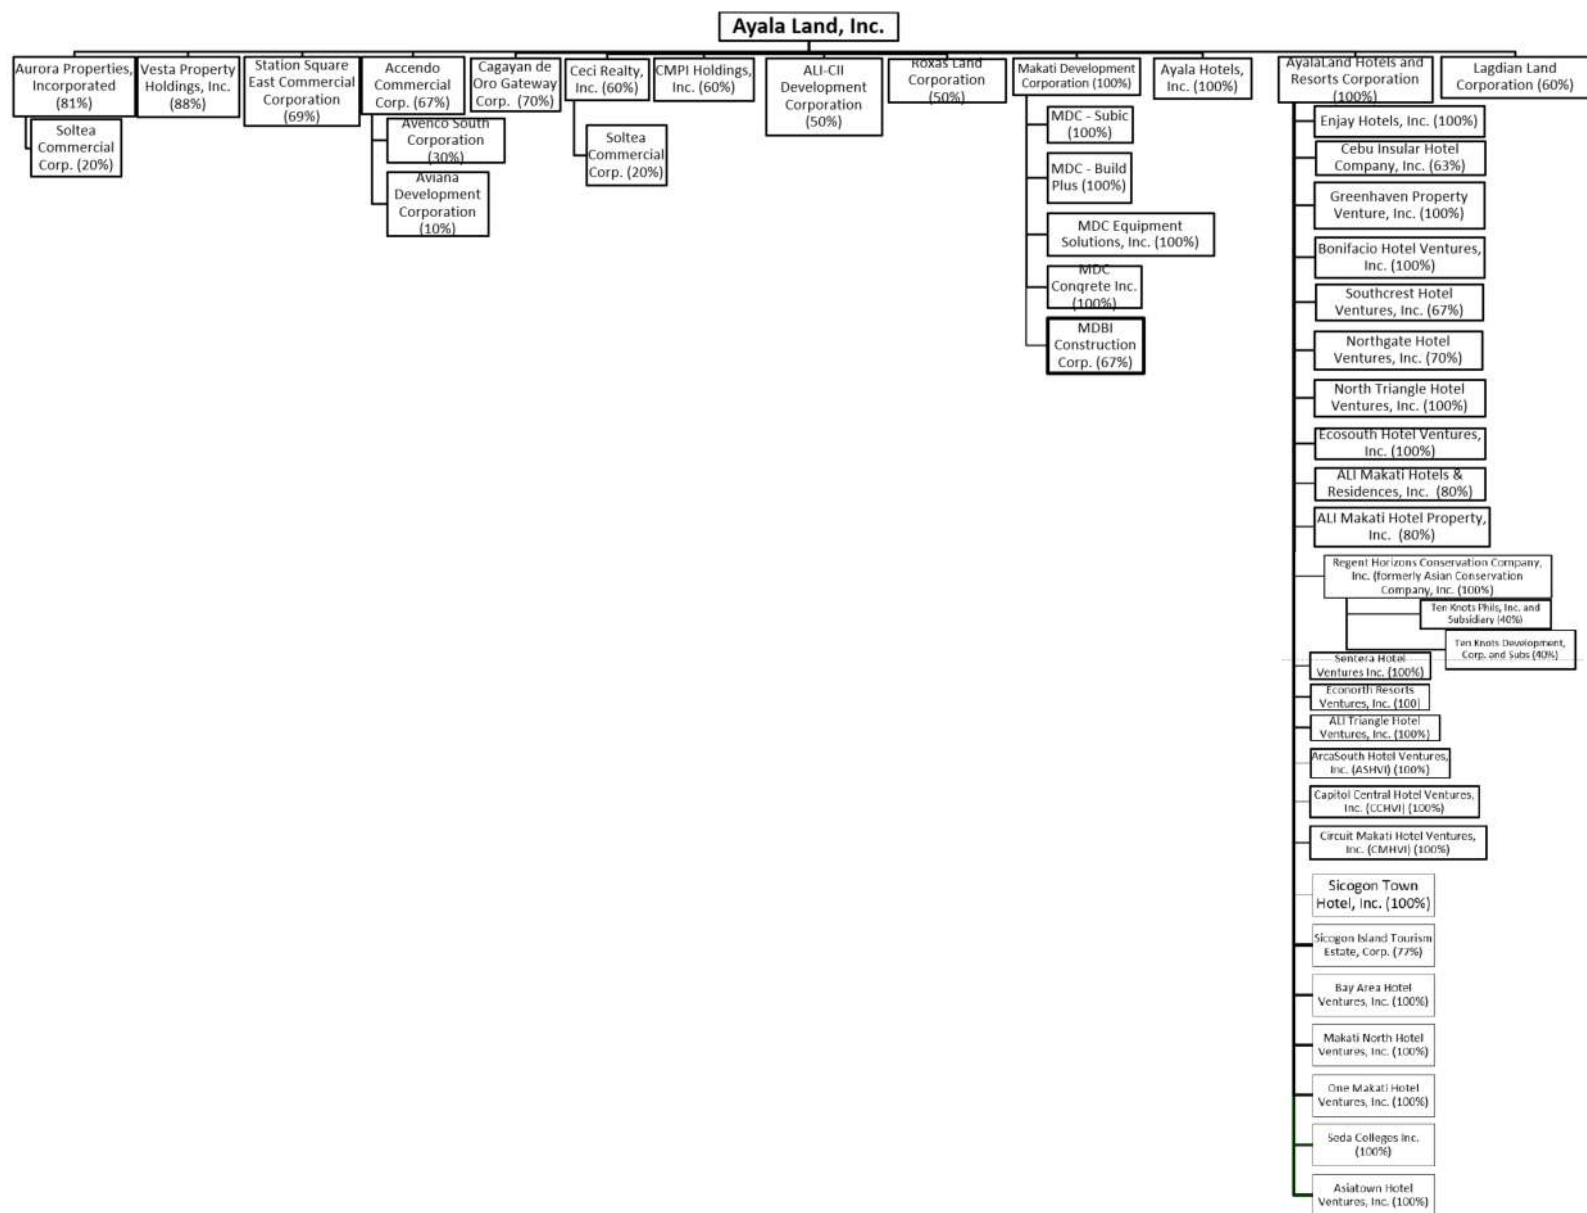 Ayala Land, Inc.
Aurora Properties,
Incorporated
(81%)
Soltea
Commercial
Corp. (20%)
Vesta Property
Holdings, Inc.
(88%)
Station Square
East Commercial
Corporation
(69%)
Accendo
Commercial
Corp. (67%)
Avenco South
Corporation
(30%)
Aviana
Development
Corporation
(10%)
Cagayan de
Oro Gateway
Corp. (70%)
Ceci Realty,
Inc. (60%)
Soltea
Commercial
Corp. (20%)
CMPI Holdings,
Inc. (60%)
ALI-CII
Development
Corporation
(50%)
Roxas Land
Corporation
(50%)
Makati Development
Corporation (100%)
MDC - Subic
(100%)
MDC - Build
Plus (100%)
MDC Equipment
Solutions, Inc. (100%)
MDC
Conqrete Inc.
(100%)
MDBI
Construction
Corp. (67%)
Ayala Hotels,
Inc. (100%)
AyalaLand Hotels and
Resorts Corporation
(100%)
Enjay Hotels, Inc. (100%)
Cebu Insular Hotel
Company, Inc. (63%)
Greenhaven Property
Venture, Inc. (100%)
Bonifacio Hotel Ventures,
Inc. (100%)
Southcrest Hotel
Ventures, Inc. (67%)
Northgate Hotel
Ventures, Inc. (70%)
North Triangle Hotel
Ventures, Inc. (100%)
Ecosouth Hotel Ventures,
Inc. (100%)
ALI Makati Hotels &
Residences, Inc. (80%)
ALI Makati Hotel Property,
Inc. (80%)
Regent Horizons Conservation Company,
Inc. (formerly Asian Conservation
Company, Inc. (100%)
Ten Knots Phils, Inc. and
Subsidiary (40%)
Ten Knots Development,
Corp. and Subs (40%)
Sentera Hotel
Ventures Inc. (100%)
Econorth Resorts
Ventures, Inc. (100)
ALI Triangle Hotel
Ventures, Inc. (100%)
ArcaSouth Hotel Ventures,
Inc. (ASHVI) (100%)
Capitol Central Hotel Ventures,
Inc. (CCHVI) (100%)
Circuit Makati Hotel Ventures,
Inc. (CMHVI) (100%)
Sicogon Town
Hotel, Inc. (100%)
Sicogon Island Tourism
Estate, Corp. (77%)
Bay Area Hotel
Ventures, Inc. (100%)
Makati North Hotel
Ventures, Inc. (100%)
One Makati Hotel
Ventures, Inc. (100%)
Seda Colleges Inc.
(100%)
Asiatown Hotel
Ventures, Inc. (100%)
Lagdian Land
Corporation (60%)